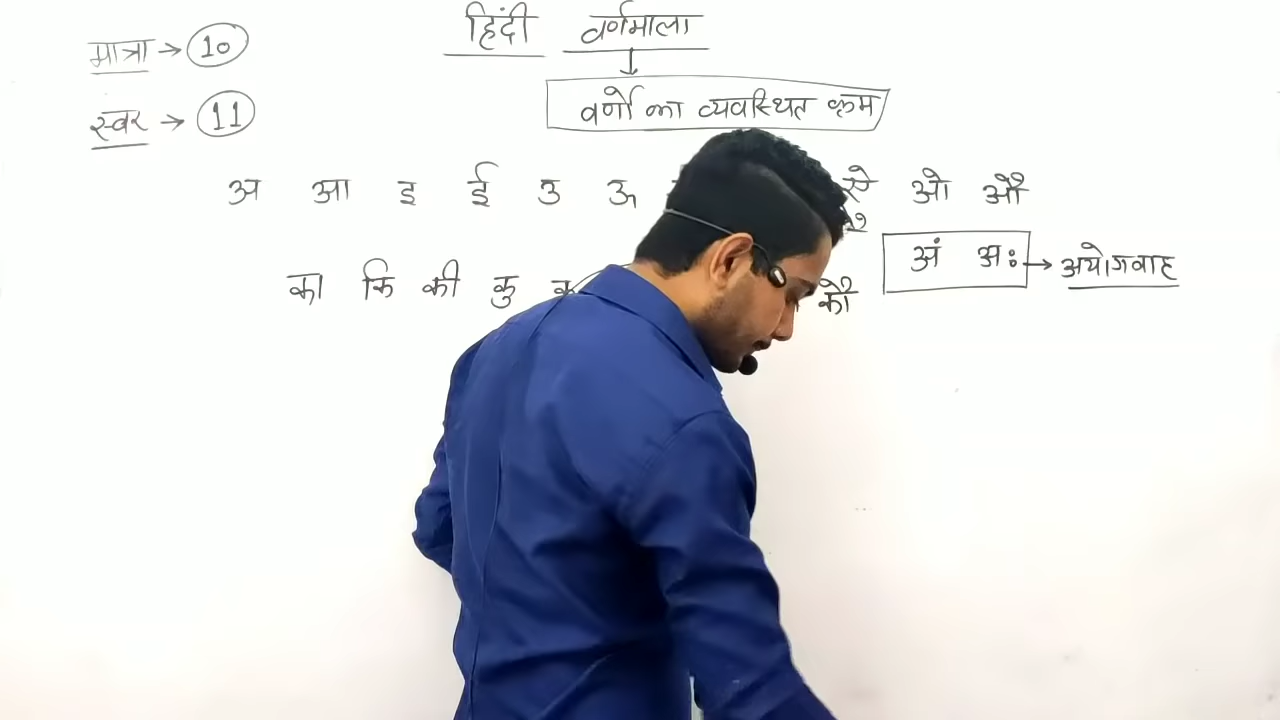 हिंदी वर्णमाला
मात्रा → 10
वर्णो का व्यवस्थित क्रम
स्वर → 11
अ आ इ ई उ ऊ ऐ ओ औ
अं अः → अयोगवाह
का कि की कु कौ